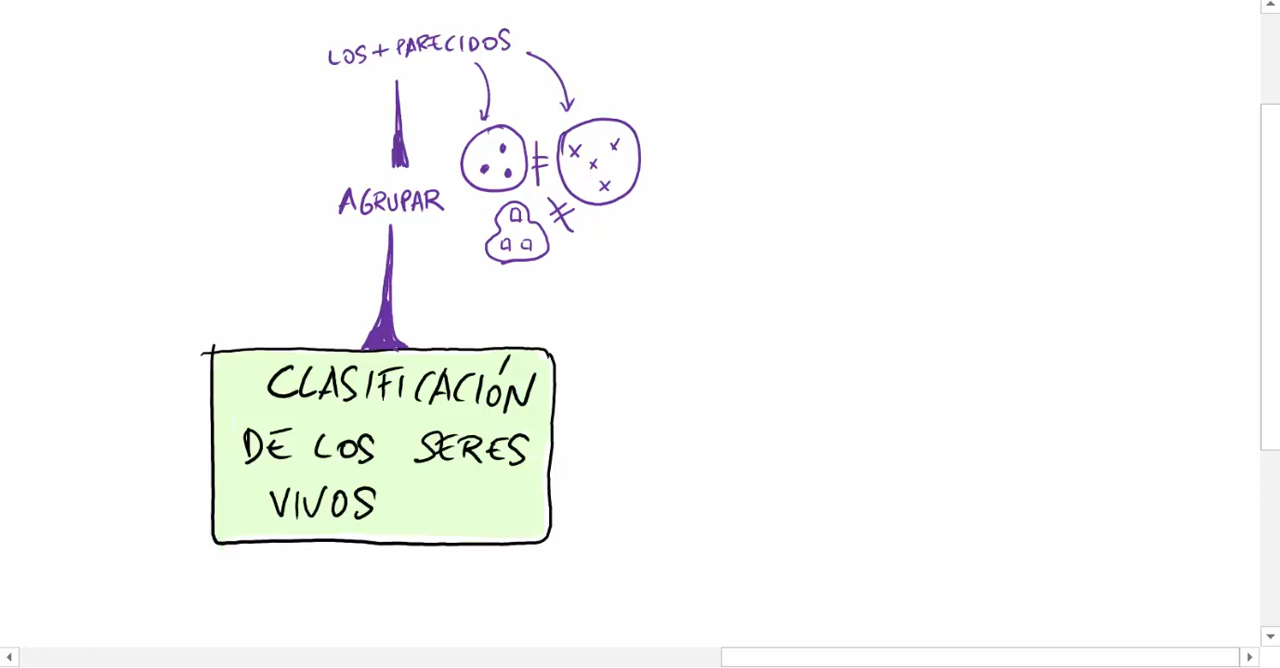 LOS + PARECIDOS
AGRUPAR
CLASIFICACIÓN
DE LOS SERES
VIVOS